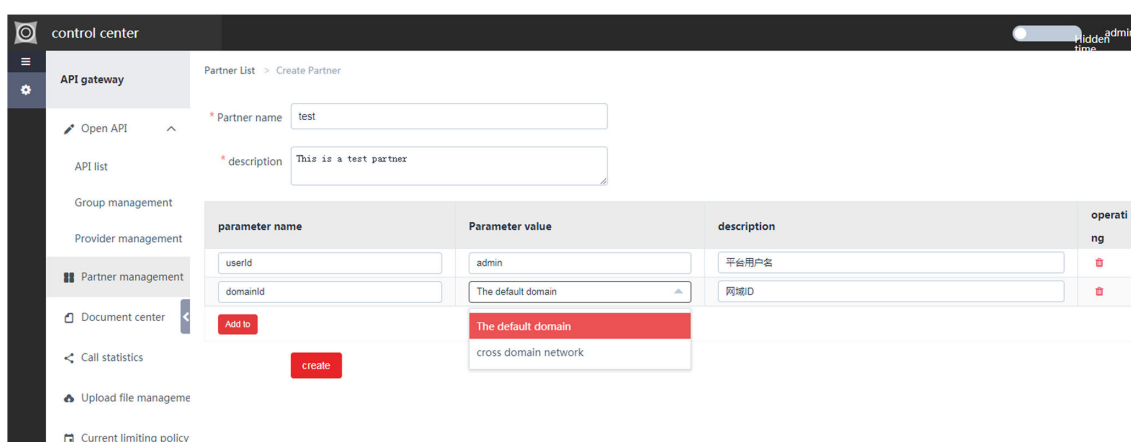 control center
Hidden time
admin
API gateway
Partner List > Create Partner
* Partner name
test
Open API
* description
This is a test partner
API list
Group management
Provider management
parameter name
Parameter value
description
operati
ng
userId
admin
平台用户名
Partner management
domainId
The default domain
网域ID
Document center
Add to
The default domain
cross domain network
Call statistics
create
Upload file manageme
Current limiting policy